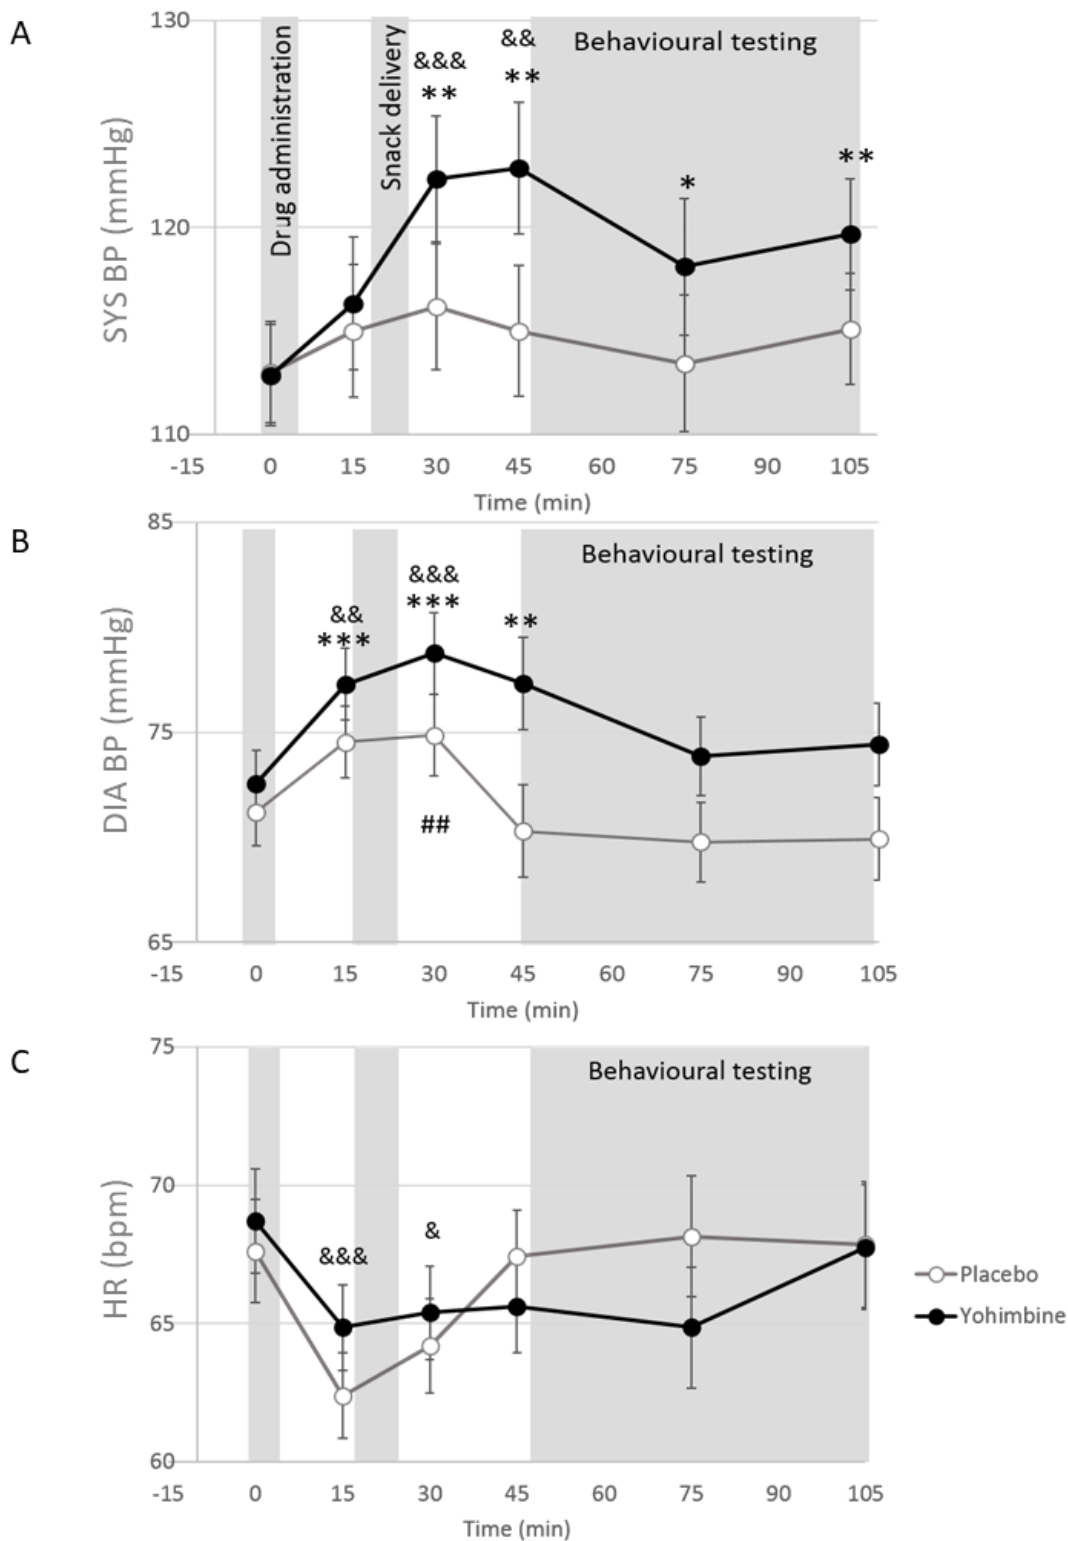 A
130
120
110
SYS BP (mmHg)
Drug administration
Snack delivery
&&&
**
&&
**
Behavioural testing
*
**
-15 0 15 30 45 60 75 90 105
Time (min)
B
85
75
65
DIA BP (mmHg)
Behavioural testing
&&
***
&&&
***
**
##
-15 0 15 30 45 60 75 90 105
Time (min)
C
75
70
65
60
HR (bpm)
Behavioural testing
&&&
&
Placebo
Yohimbine
-15 0 15 30 45 60 75 90 105
Time (min)